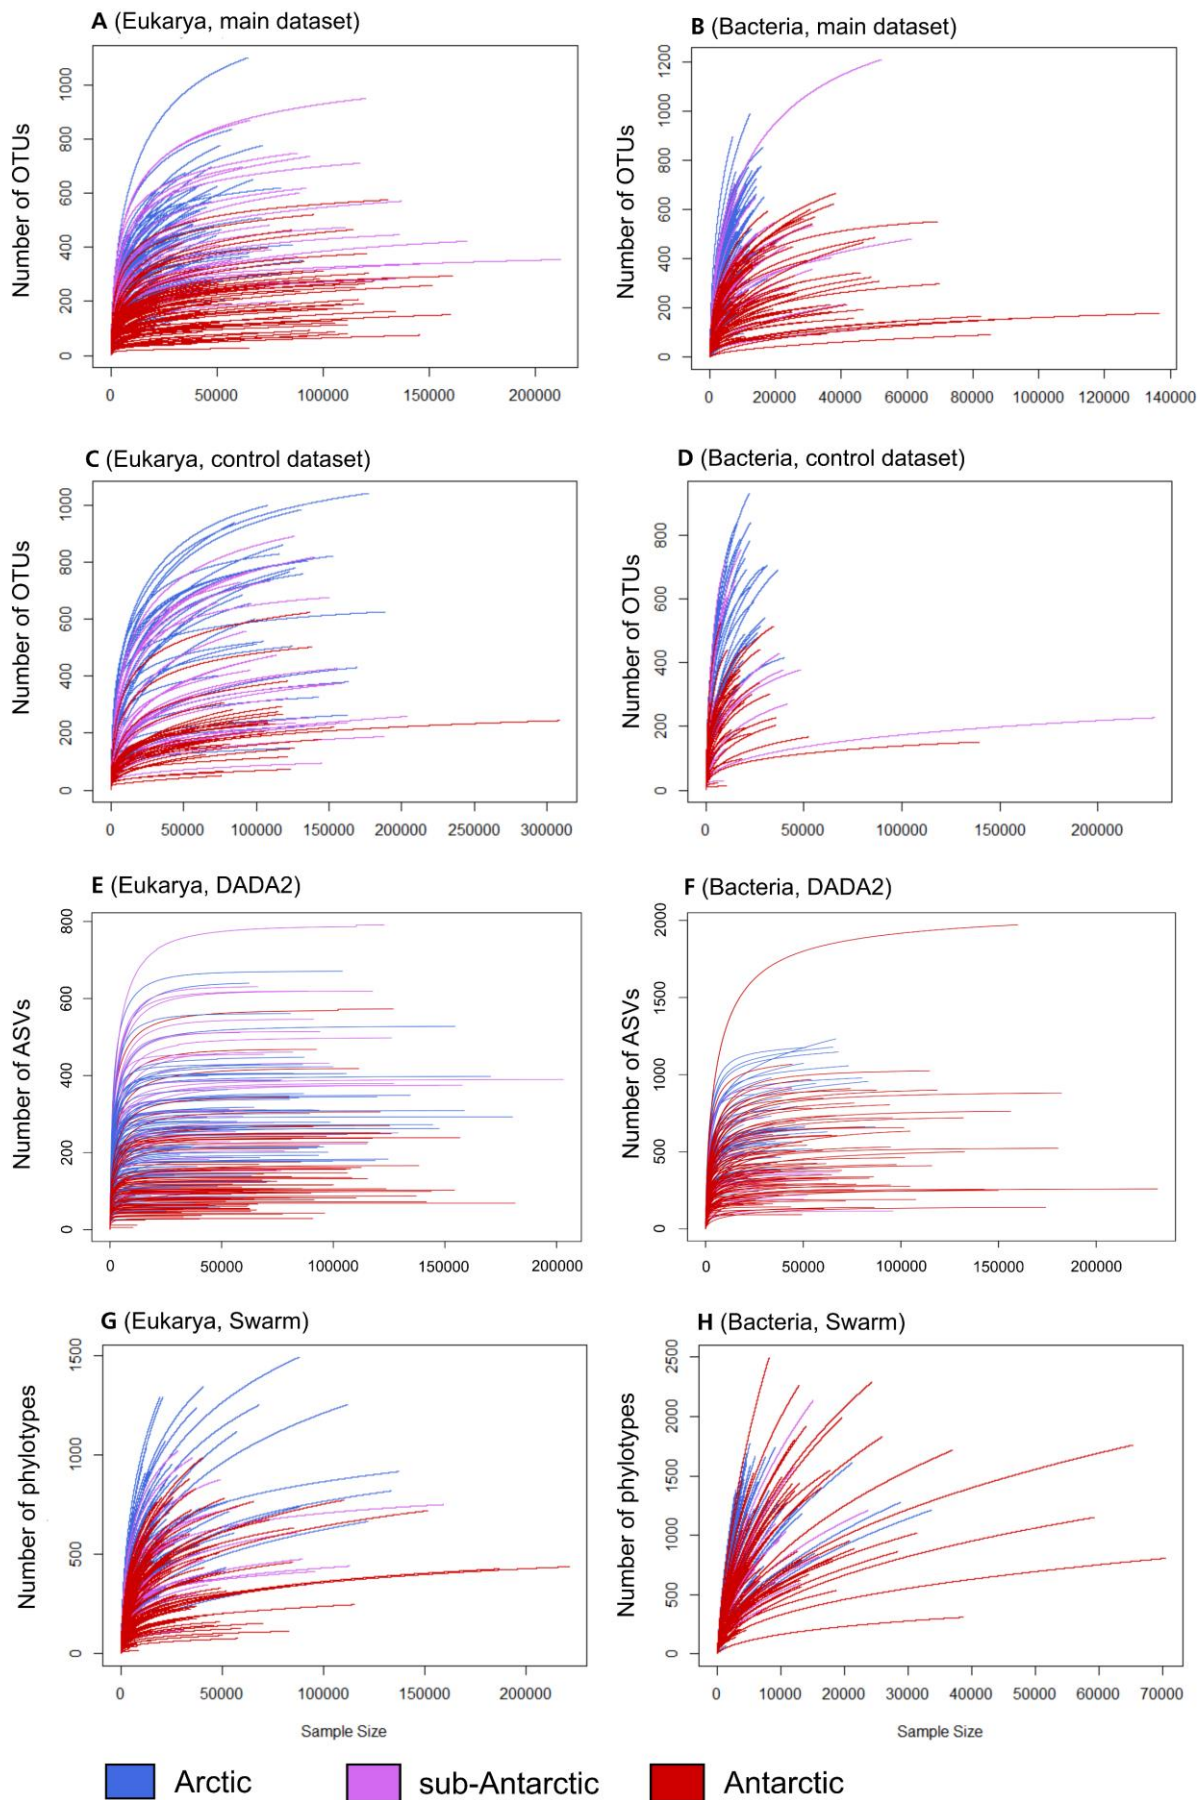 A (Eukarya, main dataset)
Number of OTUs
0 200 400 600 800 1000
0 50000 100000 150000 200000
B (Bacteria, main dataset)
Number of OTUs
0 200 400 600 800 1000 1200
0 20000 40000 60000 80000 100000 120000 140000
C (Eukarya, control dataset)
Number of OTUs
0 200 400 600 800 1000
0 50000 100000 150000 200000 250000 300000
D (Bacteria, control dataset)
Number of OTUs
0 200 400 600 800
0 50000 100000 150000 200000
E (Eukarya, DADA2)
Number of ASVs
0 200 400 600 800
0 50000 100000 150000 200000
F (Bacteria, DADA2)
Number of ASVs
0 500 1000 1500 2000
0 50000 100000 150000 200000
G (Eukarya, Swarm)
Number of phylotypes
0 500 1000 1500
0 50000 100000 150000 200000
Sample Size
H (Bacteria, Swarm)
Number of phylotypes
0 500 1000 1500 2000 2500
0 10000 20000 30000 40000 50000 60000 70000
Sample Size
Arctic sub-Antarctic Antarctic